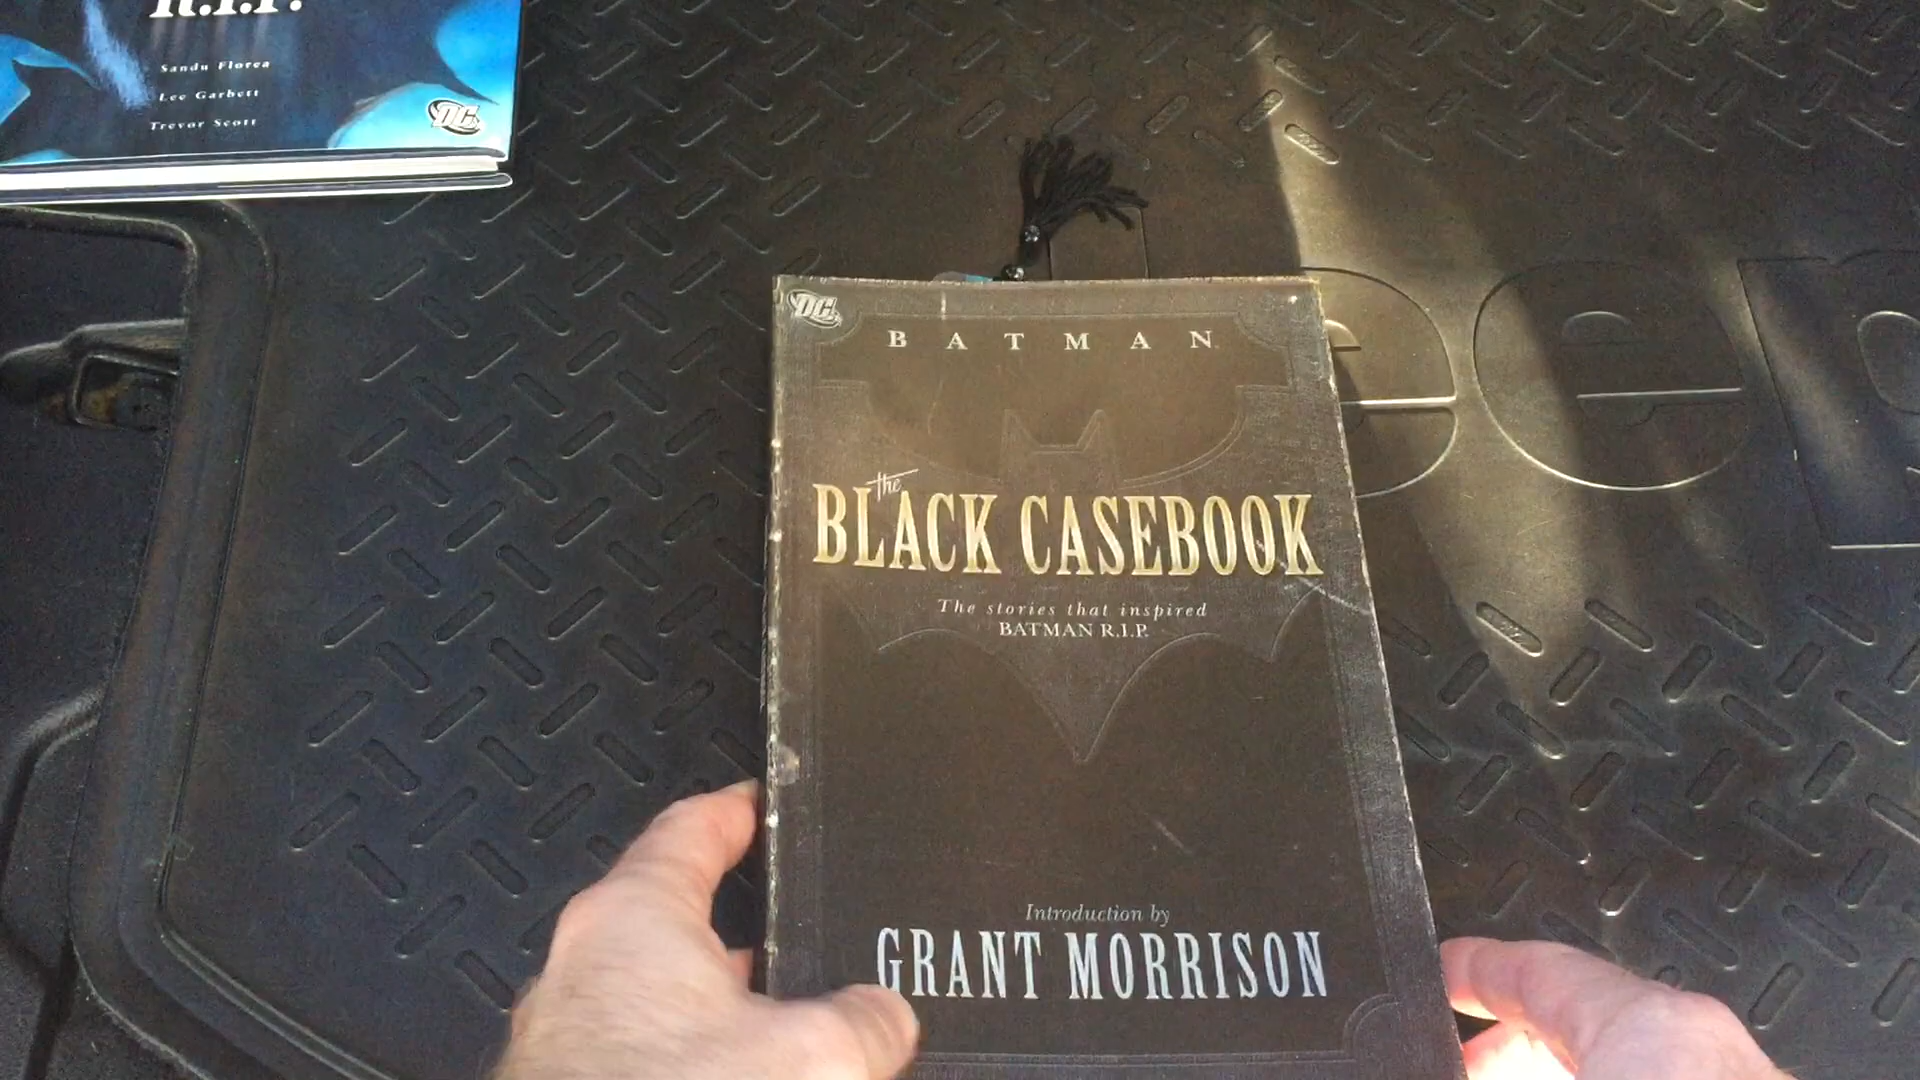 R.I.P.
Sandu Florea
Lee Garbett
Trevor Scott
DC
DC
BATMAN
the
BLACK CASEBOOK
The stories that inspired
BATMAN R.I.P.
Introduction by
GRANT MORRISON
eep